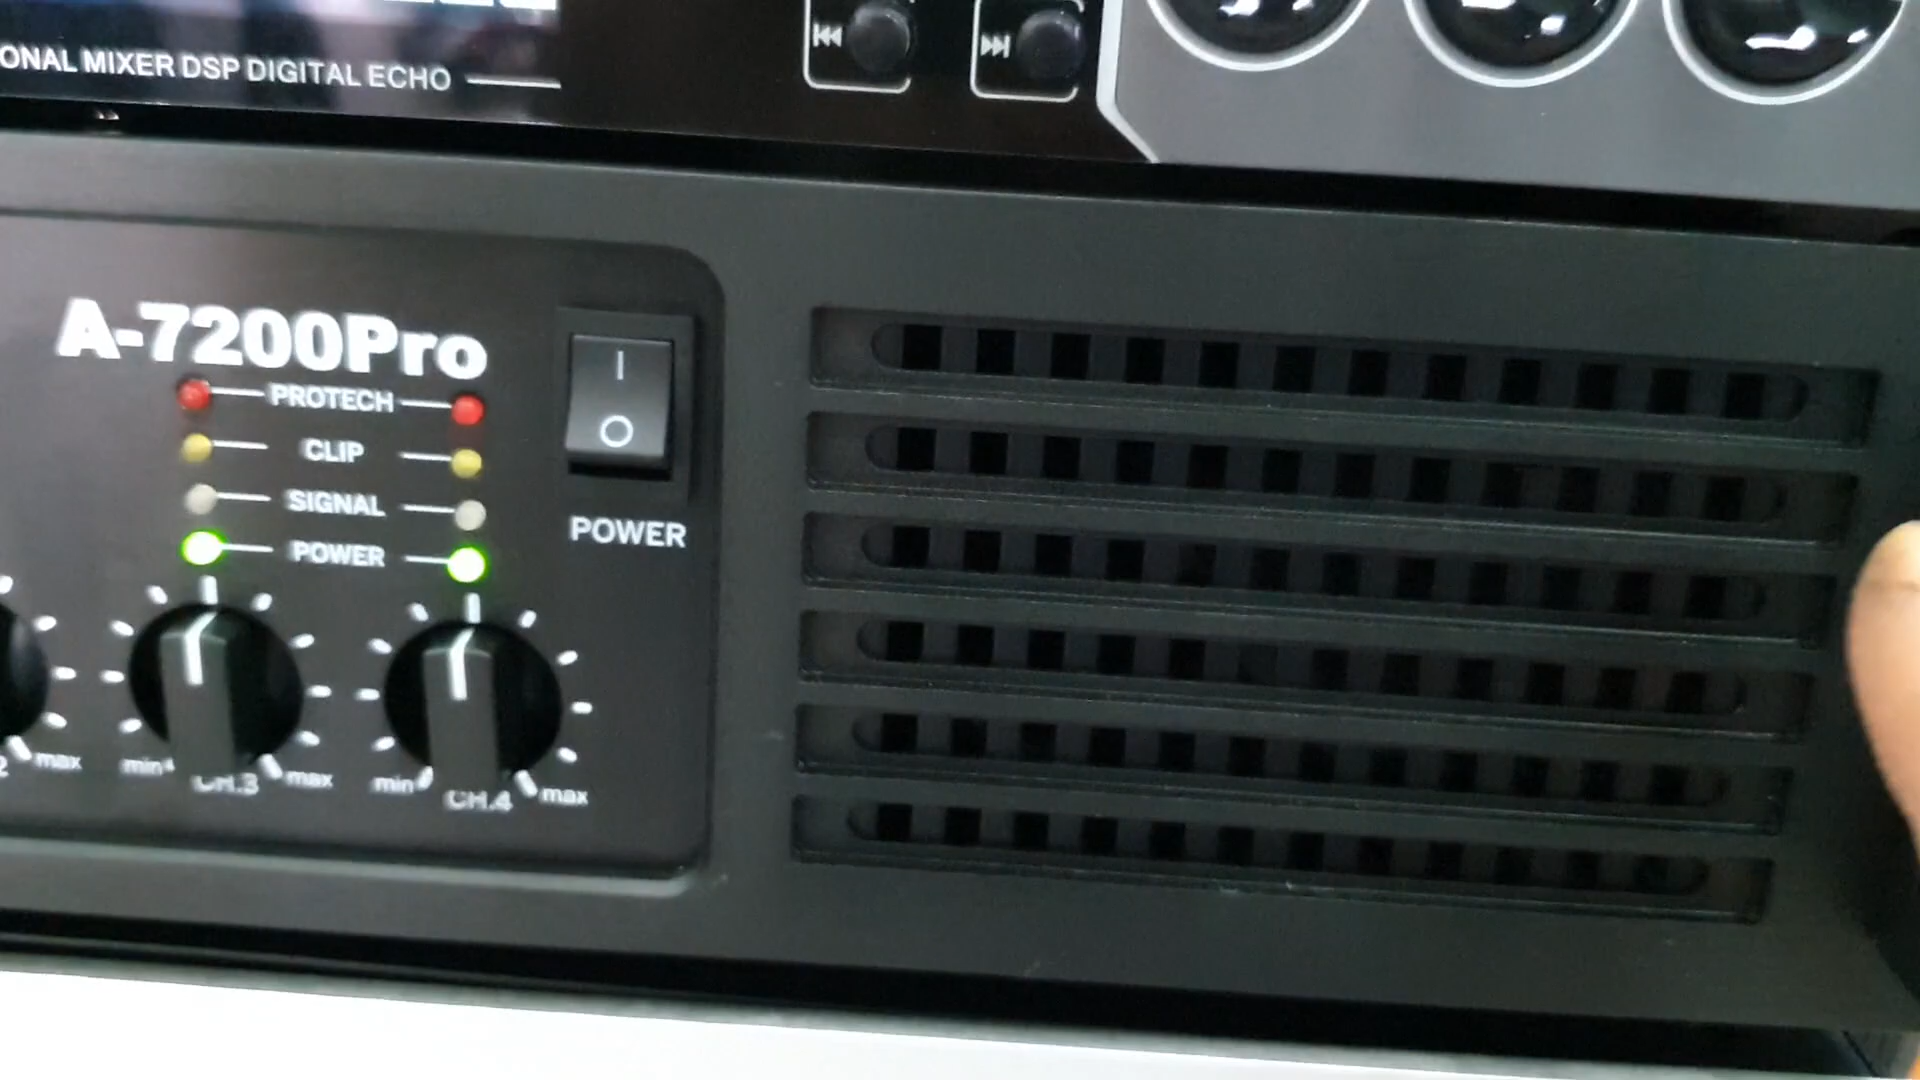 ONAL MIXER DSP DIGITAL ECHO
A-7200Pro
PROTECH
CLIP
SIGNAL
POWER
I
O
POWER
2 max
min CH.3 max
min CH.4 max